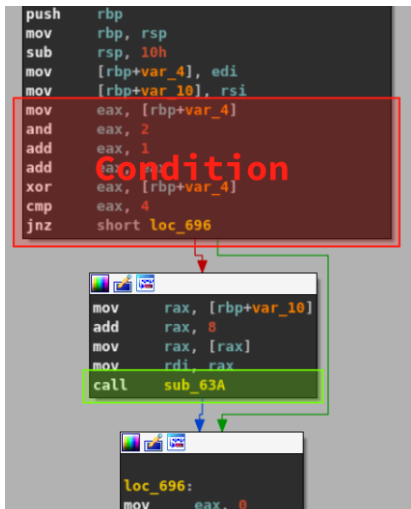 push rbp
mov rbp, rsp
sub rsp, 10h
mov [rbp+var_4], edi
mov [rbp+var_10], rsi
mov eax, [rbp+var_4]
and eax, 2
add eax, 1
add
Condition
xor eax, [rbp+var_4]
cmp eax, 4
jnz short loc_696
mov rax, [rbp+var_10]
add rax, 8
mov rax, [rax]
mov rdi, rax
call sub_63A
loc_696:
mov eax, 0